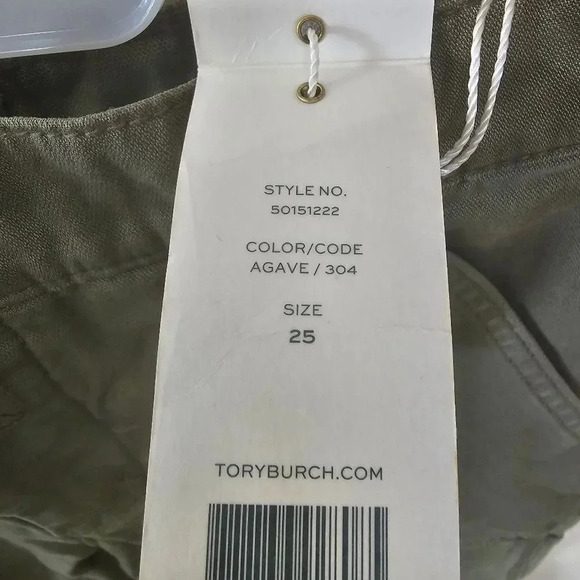 STYLE NO.
50151222
COLOR/CODE
AGAVE / 304
SIZE
25
TORYBURCH.COM